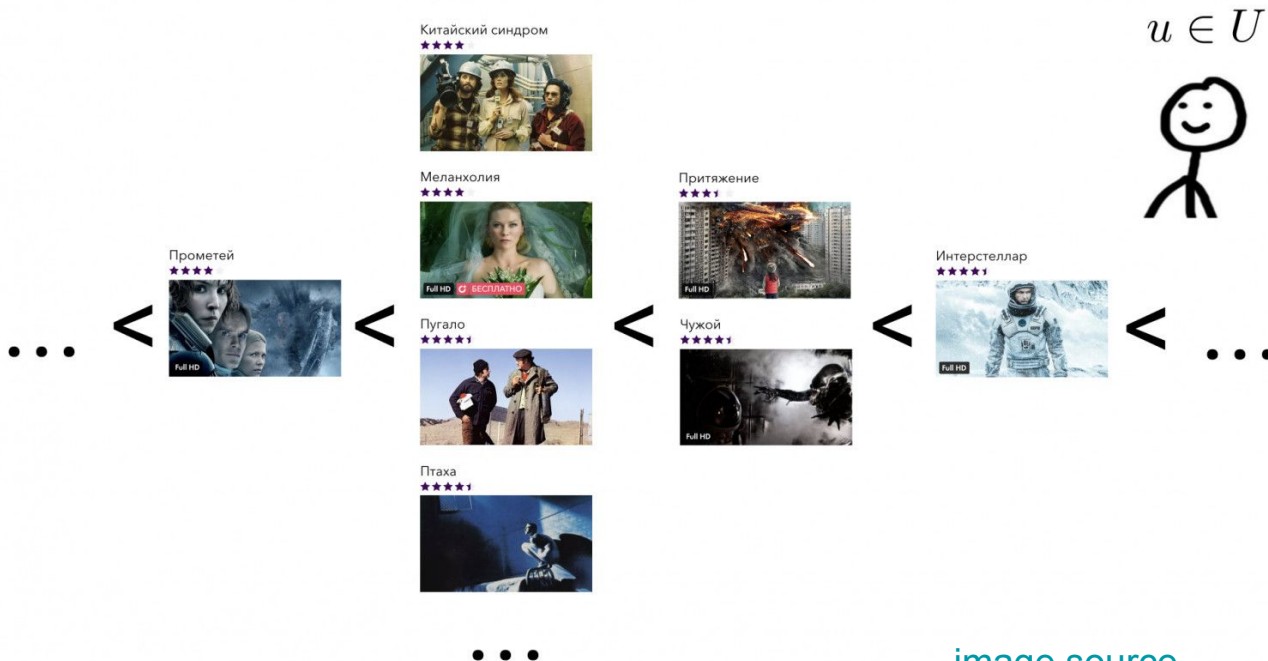 u ∈ U
Китайский синдром
Меланхолия
Full HD БЕСПЛАТНО
Пугало
Птаха
Притяжение
Full HD
Чужой
Full HD
Прометей
Full HD
Интерстеллар
Full HD
... < < < < < ...
...
image source